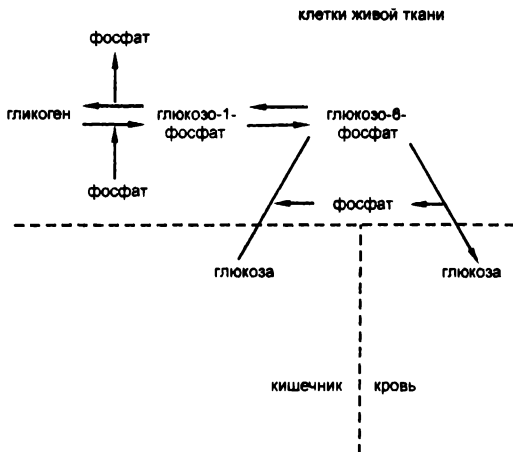 клетки живой ткани
фосфат
гликоген
глюкозо-1-
фосфат
глюкозо-6-
фосфат
фосфат
фосфат
глюкоза
глюкоза
кишечник
кровь